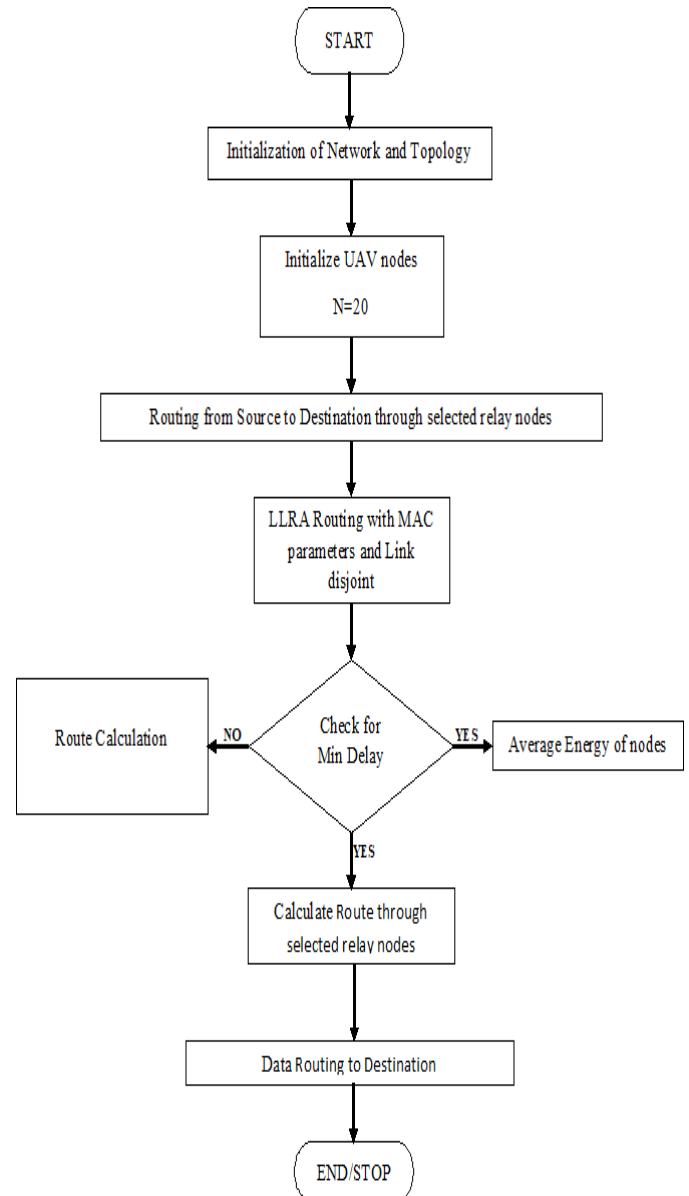 START
Initialization of Network and Topology
Initialize UAV nodes
N=20
Routing from Source to Destination through selected relay nodes
LLRA Routing with MAC
parameters and Link
disjoint
Route Calculation
NO
Check for
Min Delay
YES
Average Energy of nodes
YES
Calculate Route through
selected relay nodes
Data Routing to Destination
END/STOP